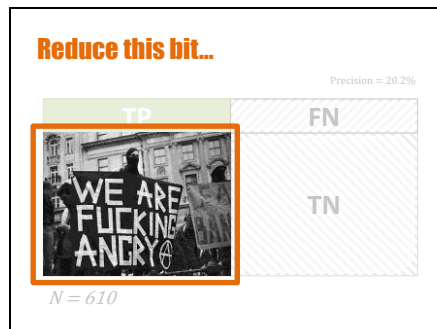 Reduce this bit...
Precision = 20.2%
TP
FN
WE ARE
FUCKING
ANGRY
TN
N = 610